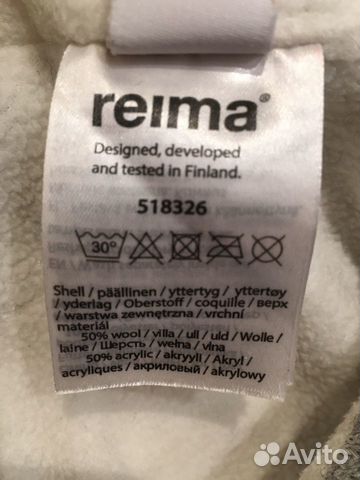 reima®
Designed, developed
and tested in Finland.
518326
30°
Shell / päällinen / yttertyg / yttertøy
/ yderlag / Oberstoff / coquille / верх
/ warstwa zewnętrzna / vrchní
materiál
50% wool / villa / ull / uld / Wolle /
laine / Шерсть / wełna / vlna
50% acrylic / akryyli / Akryl /
acryliques / акриловый / akrylowy
Avito